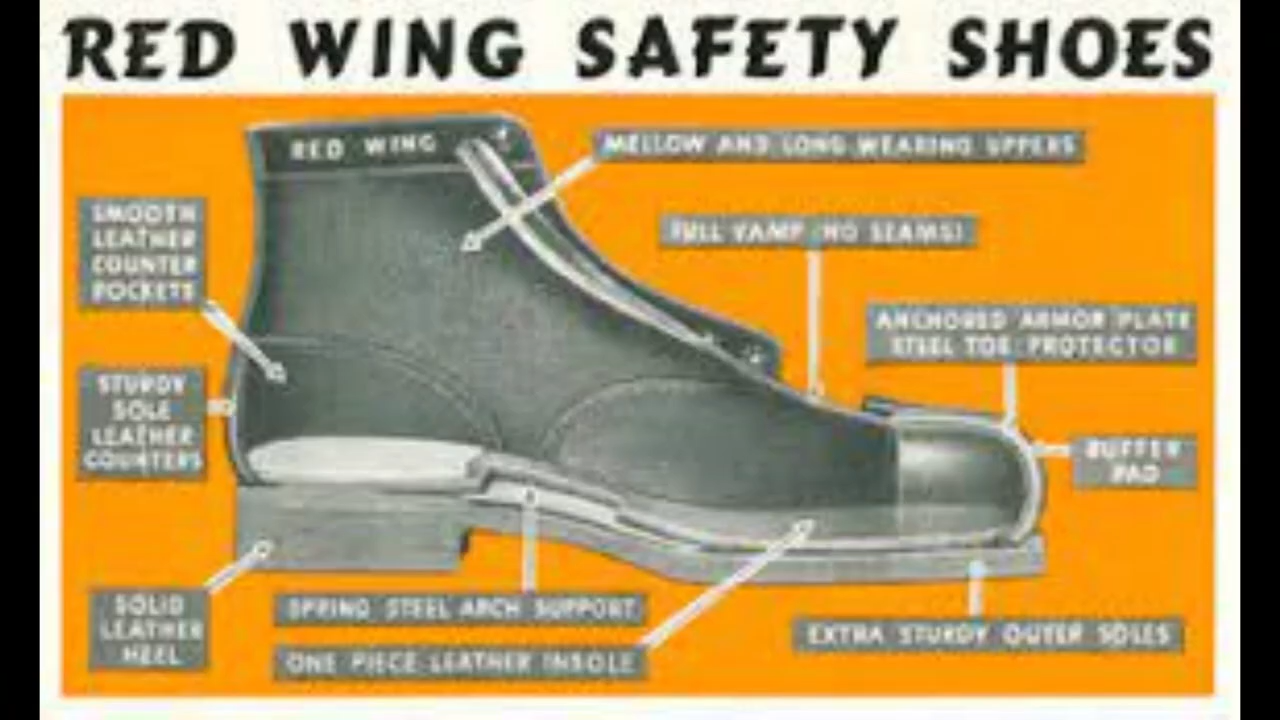 RED WING SAFETY SHOES
RED WING
MELLOW AND LONG WEARING UPPERS
SMOOTH
LEATHER
COUNTER
POCKETS
FULL VAMP (NO SEAMS)
ANCHORED ARMOR PLATE
STEEL TOE PROTECTOR
STURDY
SOLE
LEATHER
COUNTERS
BUFFER
PAD
SOLID
LEATHER
HEEL
SPRING STEEL ARCH SUPPORT
ONE PIECE LEATHER INSOLE
EXTRA STURDY OUTER SOLES